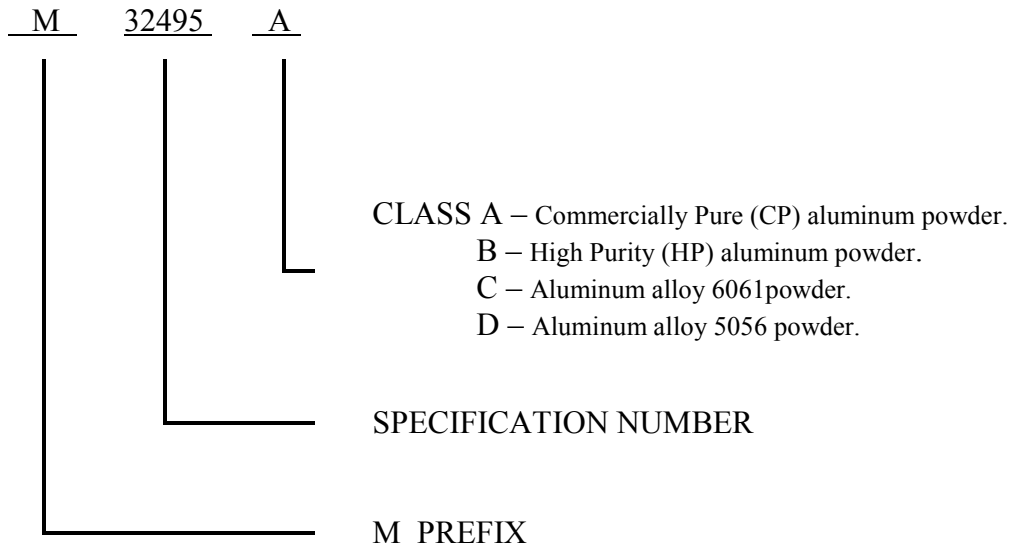 M 32495 A
CLASS A – Commercially Pure (CP) aluminum powder.
B – High Purity (HP) aluminum powder.
C – Aluminum alloy 6061powder.
D – Aluminum alloy 5056 powder.
SPECIFICATION NUMBER
M PREFIX